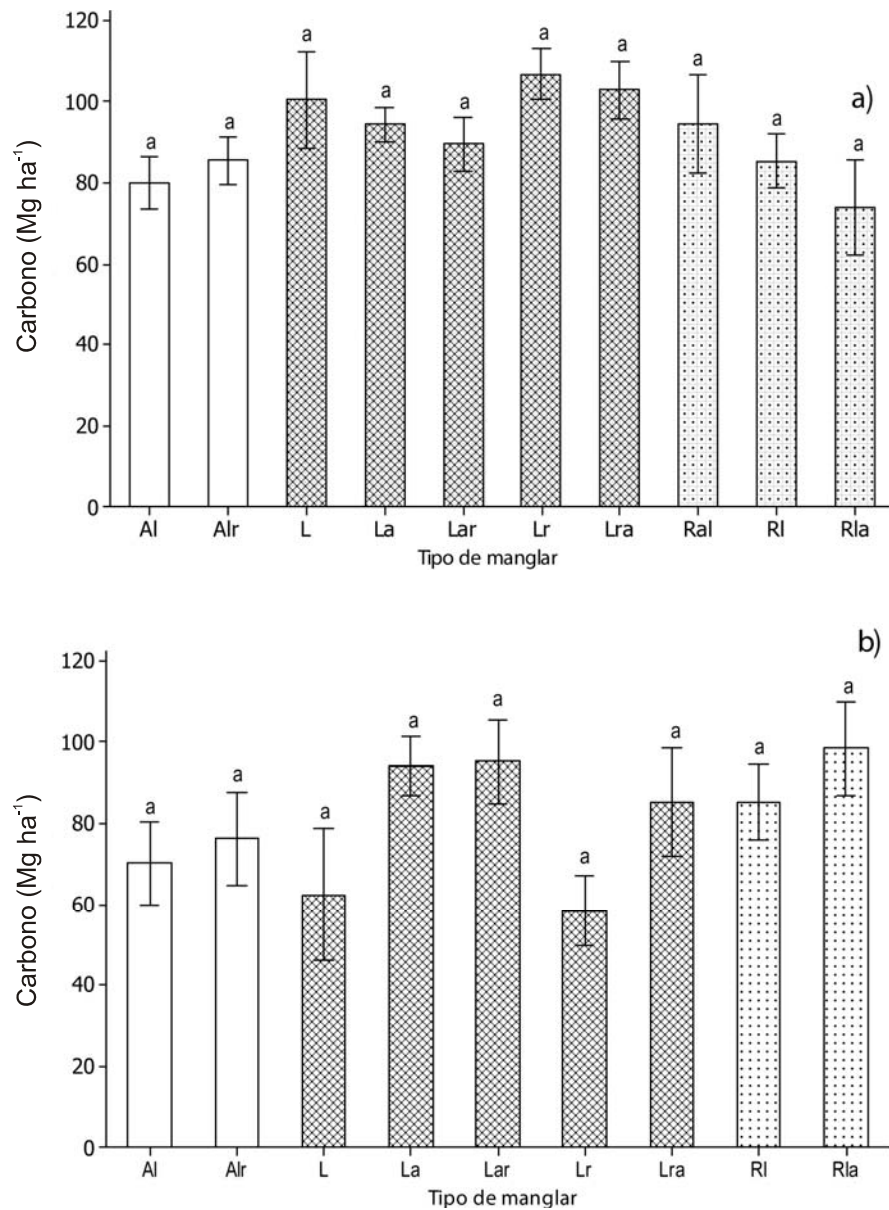 a)
Carbono (Mg ha⁻¹)
120
100
80
60
40
20
0
a a a a a a a a a a
Al Alr L La Lar Lr Lra Ral Rl Rla
Tipo de manglar
b)
Carbono (Mg ha⁻¹)
120
100
80
60
40
20
0
a a a a a a a a a
Al Alr L La Lar Lr Lra Rl Rla
Tipo de manglar